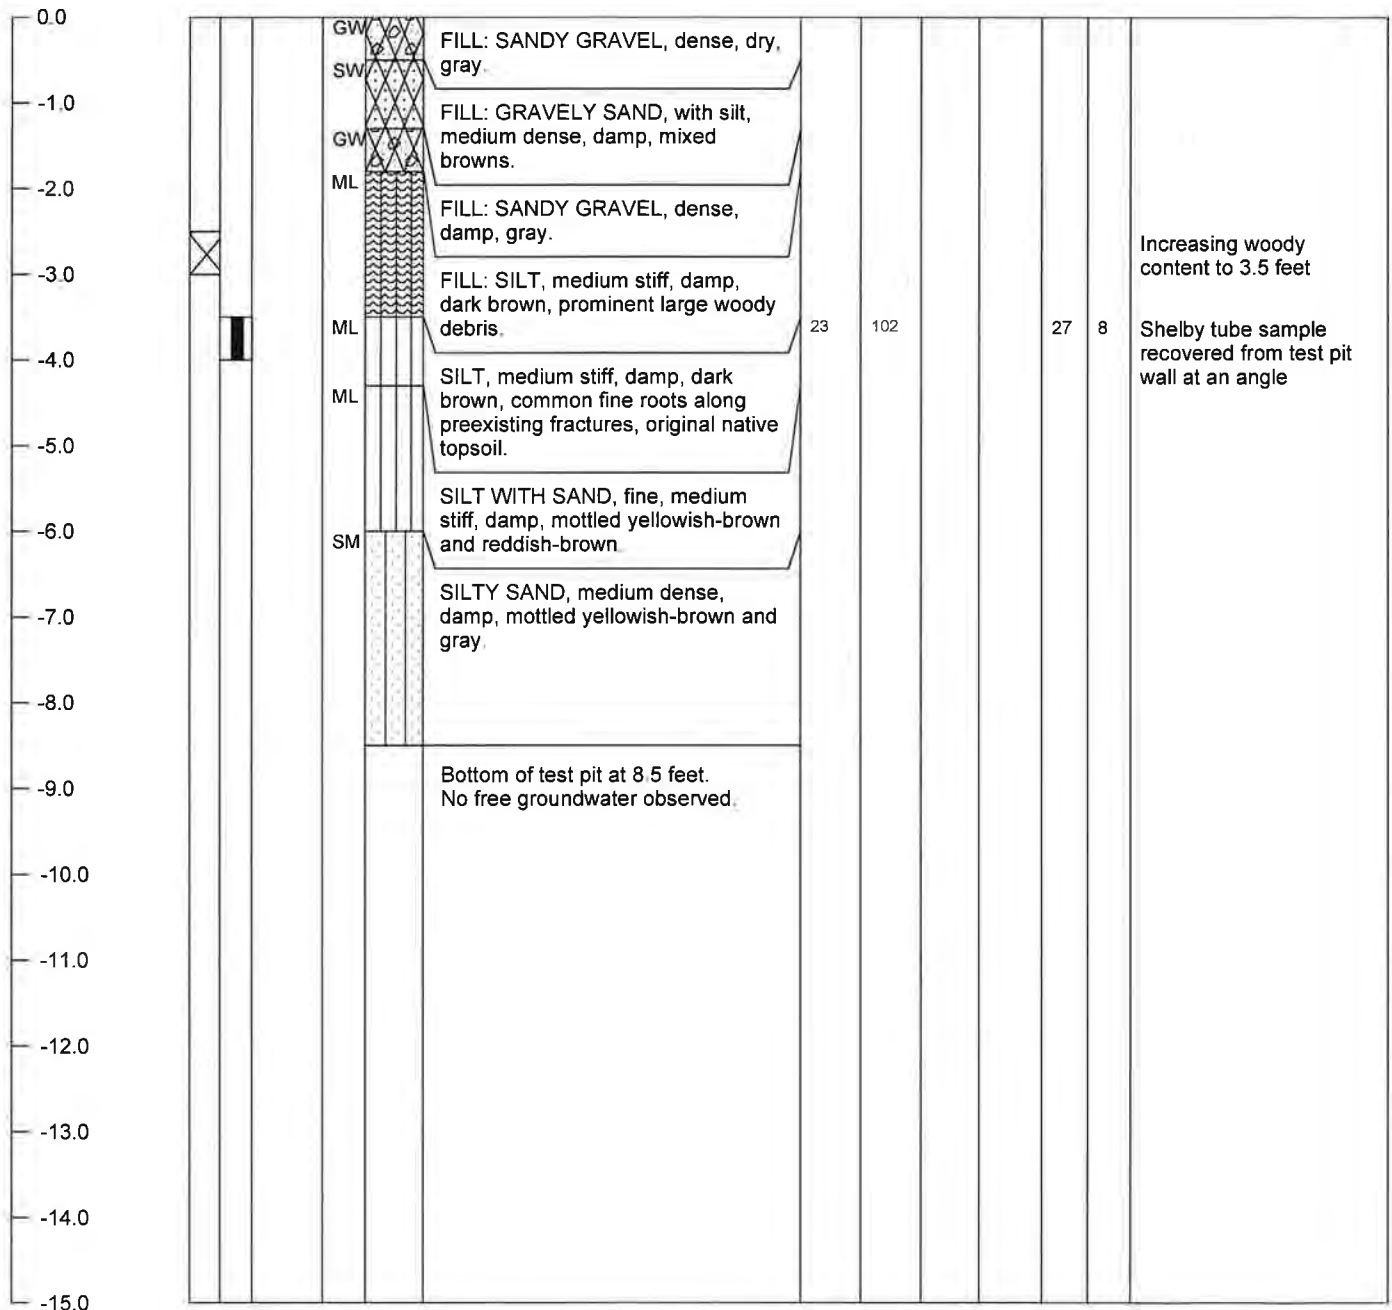 0.0
-1.0
-2.0
-3.0
-4.0
-5.0
-6.0
-7.0
-8.0
-9.0
-10.0
-11.0
-12.0
-13.0
-14.0
-15.0
GW
SW
GW
ML
ML
ML
SM
FILL: SANDY GRAVEL, dense, dry,
gray.
FILL: GRAVELY SAND, with silt,
medium dense, damp, mixed
browns.
FILL: SANDY GRAVEL, dense,
damp, gray.
FILL: SILT, medium stiff, damp,
dark brown, prominent large woody
debris.
SILT, medium stiff, damp, dark
brown, common fine roots along
preexisting fractures, original native
topsoil.
SILT WITH SAND, fine, medium
stiff, damp, mottled yellowish-brown
and reddish-brown.
SILTY SAND, medium dense,
damp, mottled yellowish-brown and
gray.
Bottom of test pit at 8.5 feet.
No free groundwater observed.
23 102 27 8
Increasing woody
content to 3.5 feet
Shelby tube sample
recovered from test pit
wall at an angle